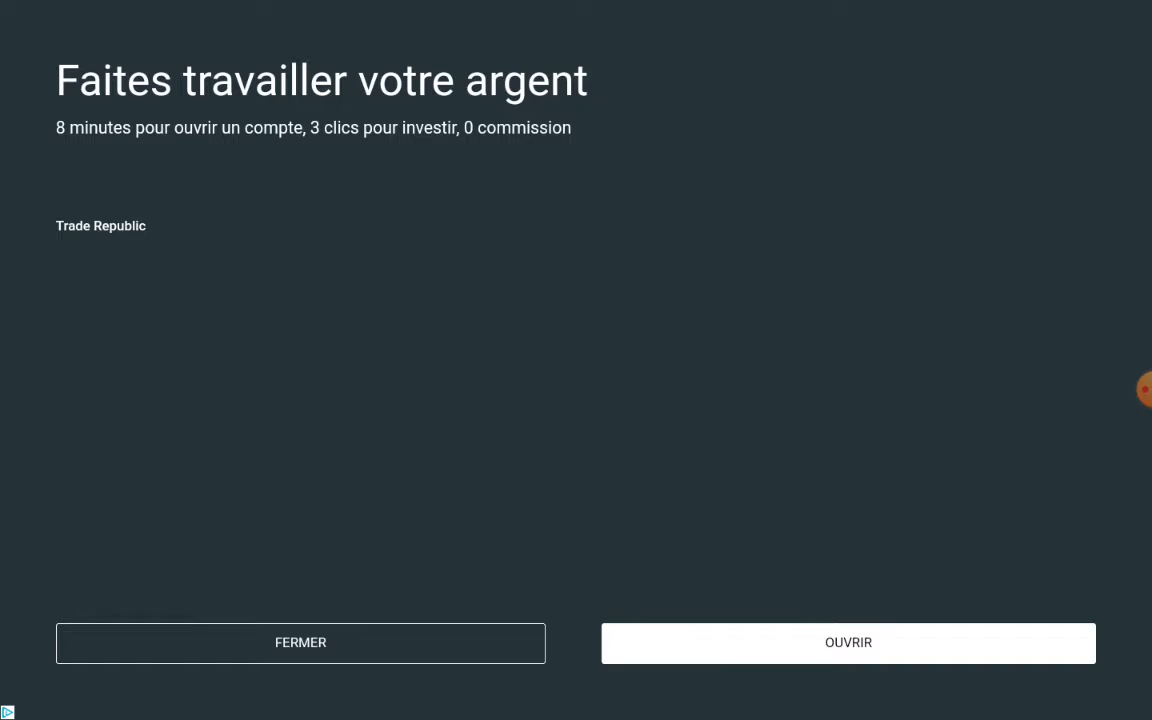 Faites travailler votre argent
8 minutes pour ouvrir un compte, 3 clics pour investir, 0 commission
Trade Republic
FERMER
OUVRIR